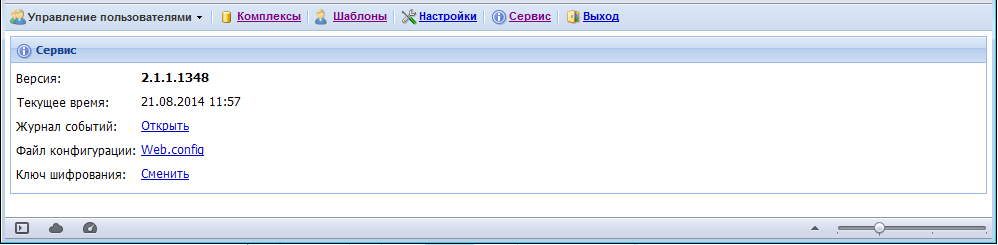 Управление пользователями Комплексы Шаблоны Настройки Сервис Выход
Сервис
Версия: 2.1.1.1348
Текущее время: 21.08.2014 11:57
Журнал событий: Открыть
Файл конфигурации: Web.config
Ключ шифрования: Сменить